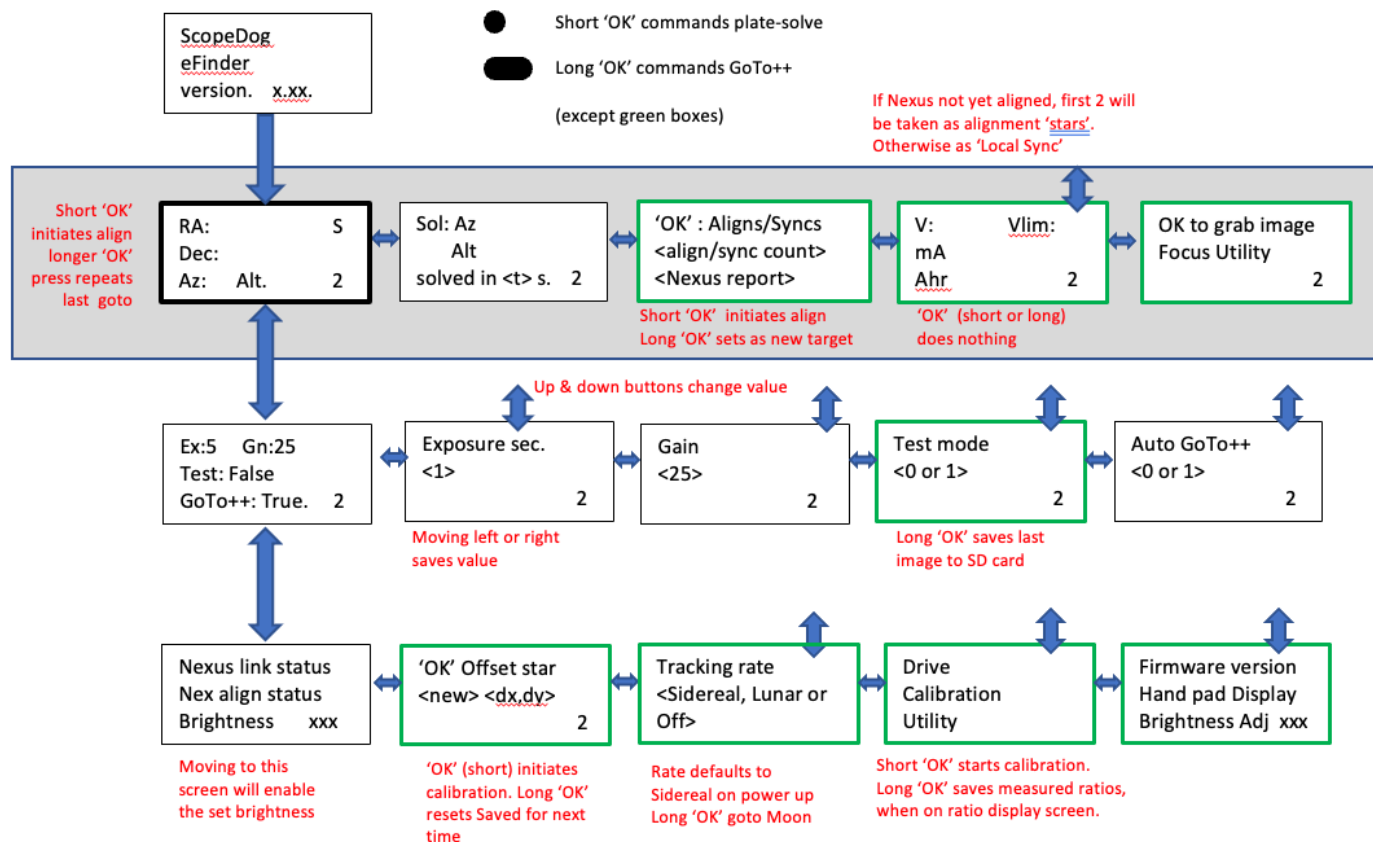 ScopeDog
eFinder
version. x.xx.
Short ‘OK’ commands plate-solve
Long ‘OK’ commands GoTo++
(except green boxes)
If Nexus not yet aligned, first 2 will
be taken as alignment ‘stars’.
Otherwise as ‘Local Sync’
Short ‘OK’
initiates align
longer ‘OK’
press repeats
last goto
RA: S
Dec:
Az: Alt. 2
Sol: Az
Alt
solved in <t> s. 2
‘OK’ : Aligns/Syncs
<align/sync count>
<Nexus report>
Short ‘OK’ initiates align
Long ‘OK’ sets as new target
V: Vlim:
mA
Ahr 2
‘OK’ (short or long)
does nothing
OK to grab image
Focus Utility
2
Up & down buttons change value
Ex:5 Gn:25
Test: False
GoTo++: True. 2
Exposure sec.
<1>
2
Moving left or right
saves value
Gain
<25>
2
Test mode
<0 or 1>
2
Long ‘OK’ saves last
image to SD card
Auto GoTo++
<0 or 1>
2
Nexus link status
Nex align status
Brightness xxx
Moving to this
screen will enable
the set brightness
‘OK’ Offset star
<new> <dx,dy>
2
‘OK’ (short) initiates
calibration. Long ‘OK’
resets Saved for next
time
Tracking rate
<Sidereal, Lunar or
Off>
Rate defaults to
Sidereal on power up
Long ‘OK’ goto Moon
Drive
Calibration
Utility
Short ‘OK’ starts calibration.
Long ‘OK’ saves measured ratios,
when on ratio display screen.
Firmware version
Hand pad Display
Brightness Adj xxx